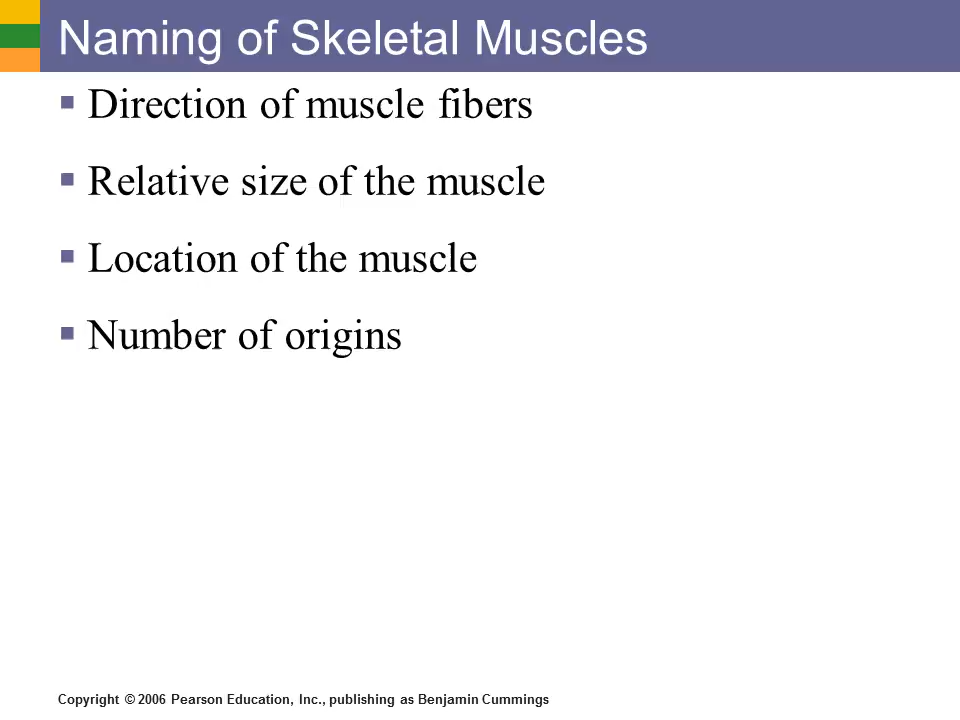 Naming of Skeletal Muscles
Direction of muscle fibers
Relative size of the muscle
Location of the muscle
Number of origins
Copyright © 2006 Pearson Education, Inc., publishing as Benjamin Cummings